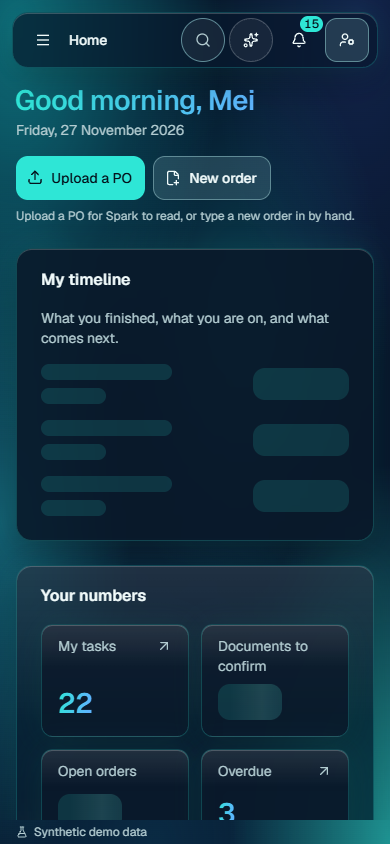 Home
15
Good morning, Mei
Friday, 27 November 2026
Upload a PO
New order
Upload a PO for Spark to read, or type a new order in by hand.
My timeline
What you finished, what you are on, and what
comes next.
Your numbers
My tasks
Documents to
confirm
22
Open orders
Overdue
3
Synthetic demo data